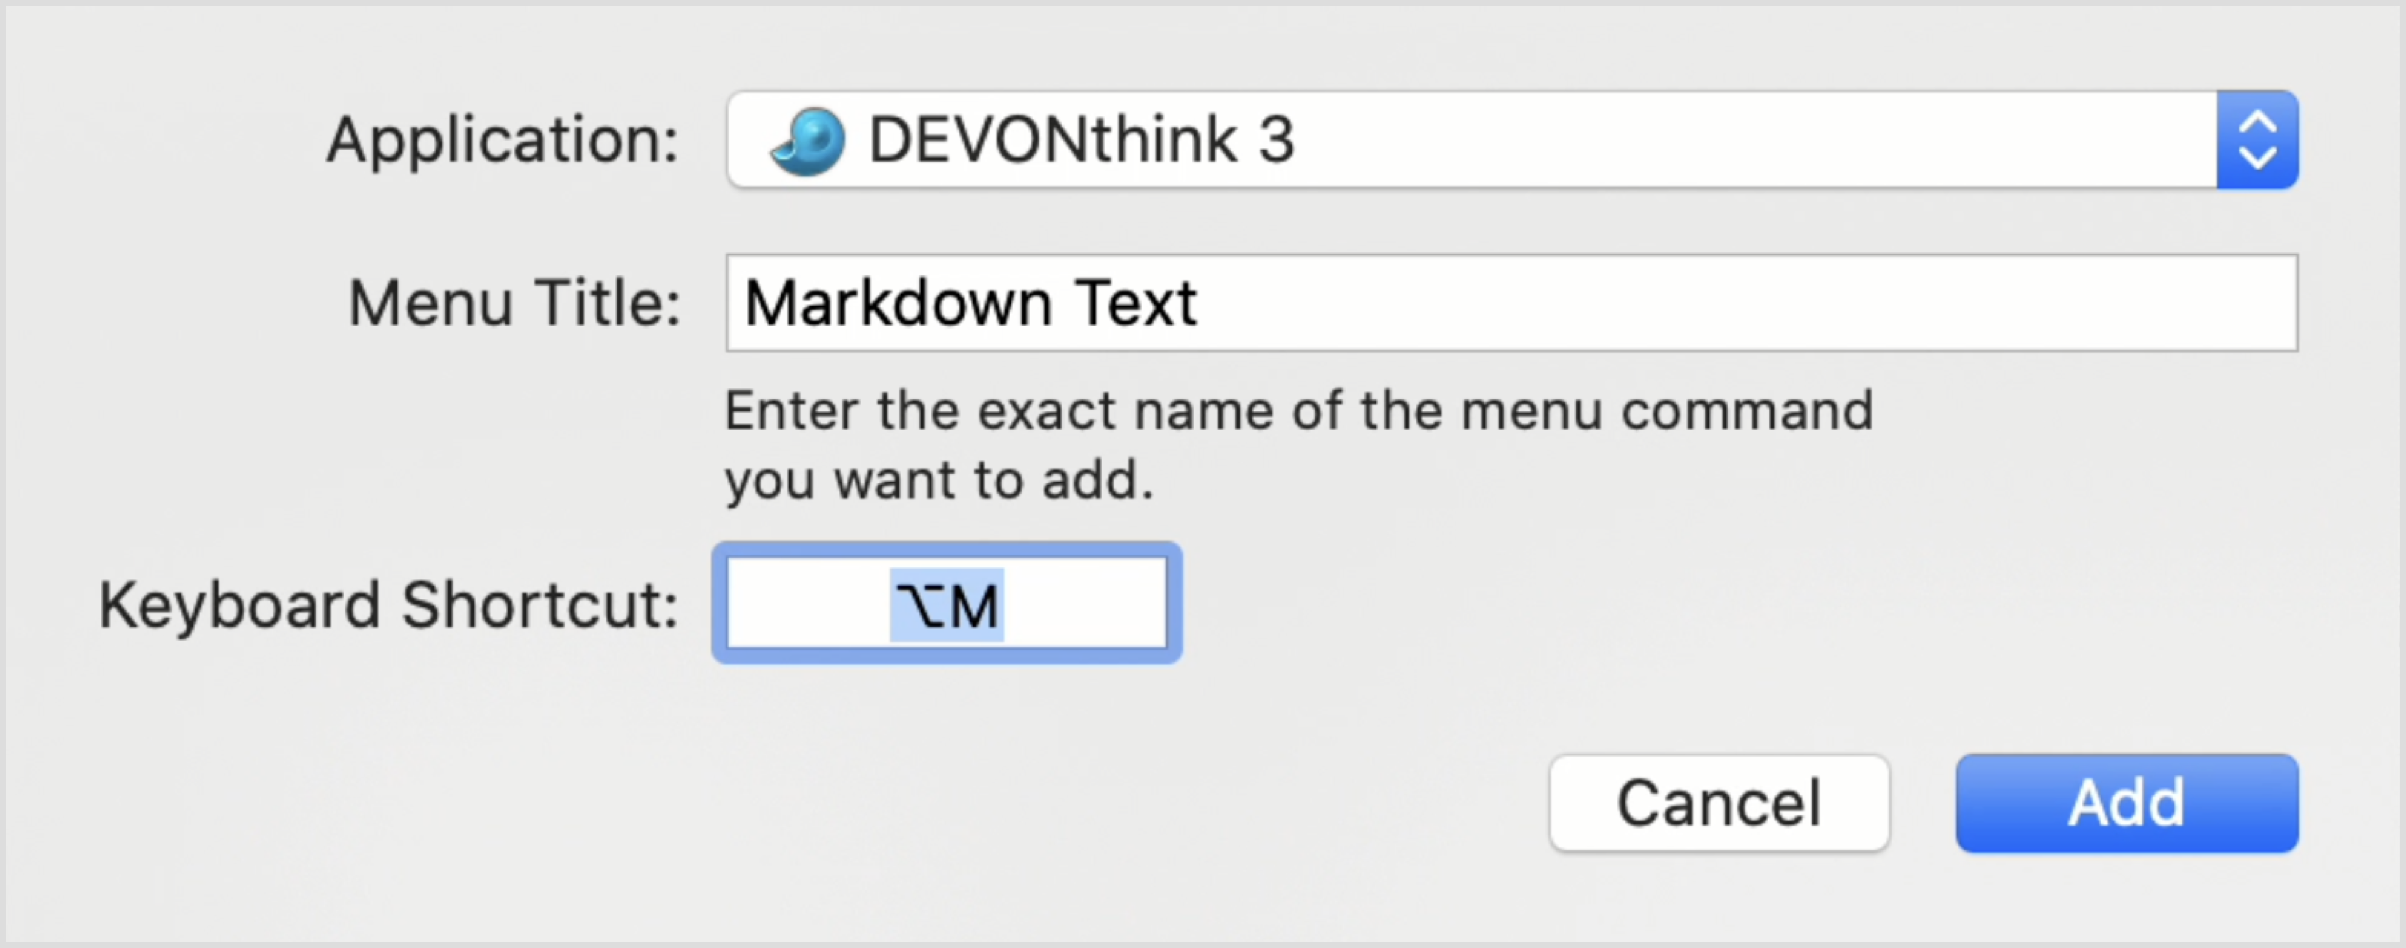 Application: DEVONthink 3
Menu Title: Markdown Text
Enter the exact name of the menu command
you want to add.
Keyboard Shortcut: ⌥M
Cancel Add